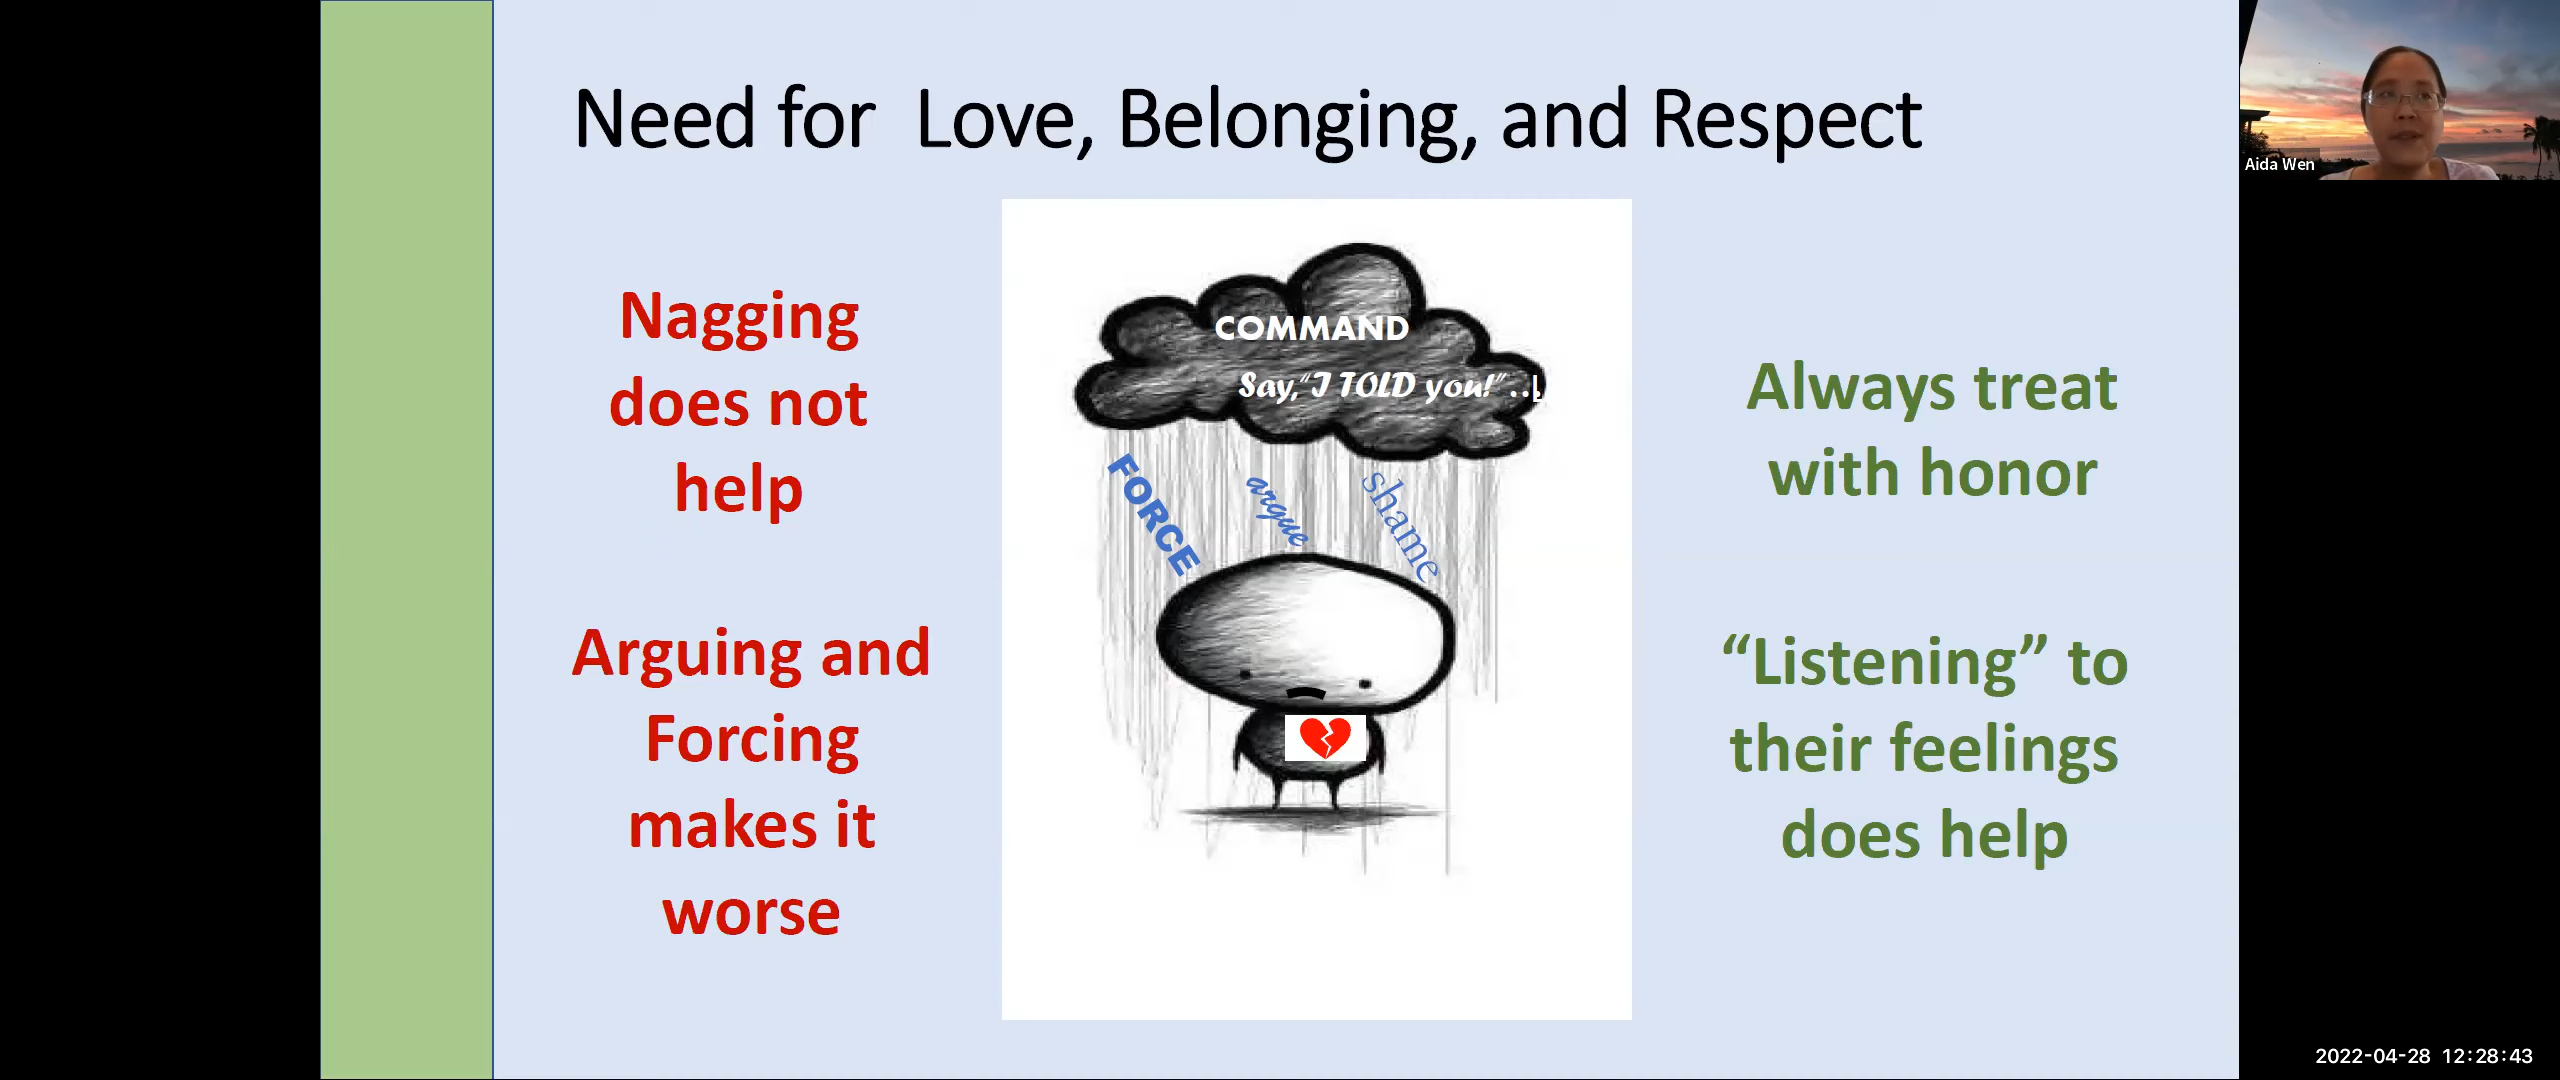 Need for  Love, Belonging, and Respect
Nagging
does not
help
Arguing and
Forcing
makes it
worse
COMMAND
Say,“I TOLD you!”...
FORCE
argue
shame
Always treat
with honor
“Listening” to
their feelings
does help
Aida Wen
2022-04-28 12:28:43